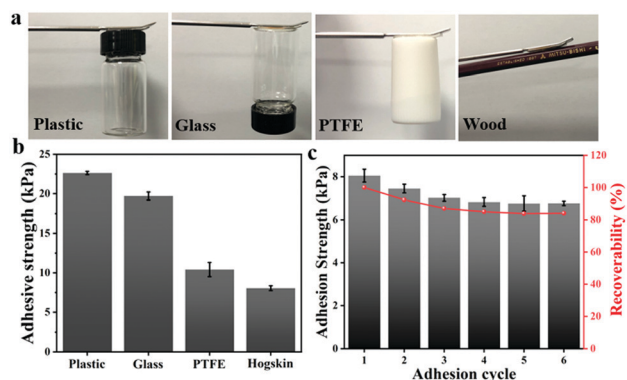 a
Plastic
Glass
PTFE
Wood
MITSU-BISHI
b
Adhesive strength (kPa)
25
20
15
10
5
0
Plastic Glass PTFE Hogskin
c
Adhesion Strength (kPa)
8
6
4
2
0
120
100
80
60
40
20
0
Recoverability (%)
1 2 3 4 5 6
Adhesion cycle